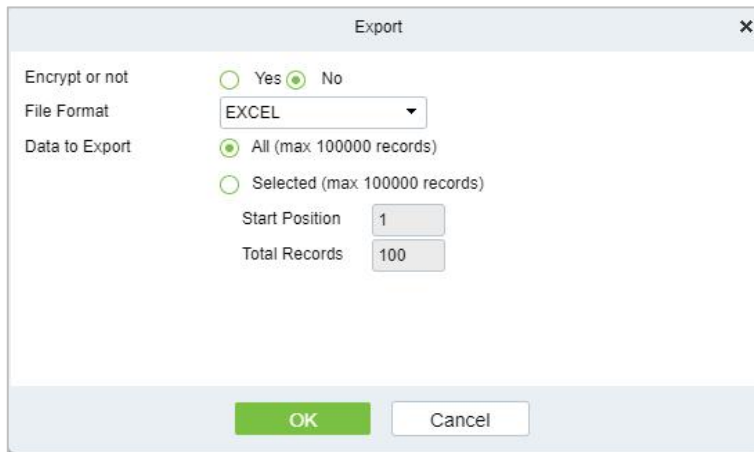 Export
Encrypt or not Yes No
File Format EXCEL
Data to Export All (max 100000 records)
Selected (max 100000 records)
Start Position 1
Total Records 100
OK Cancel